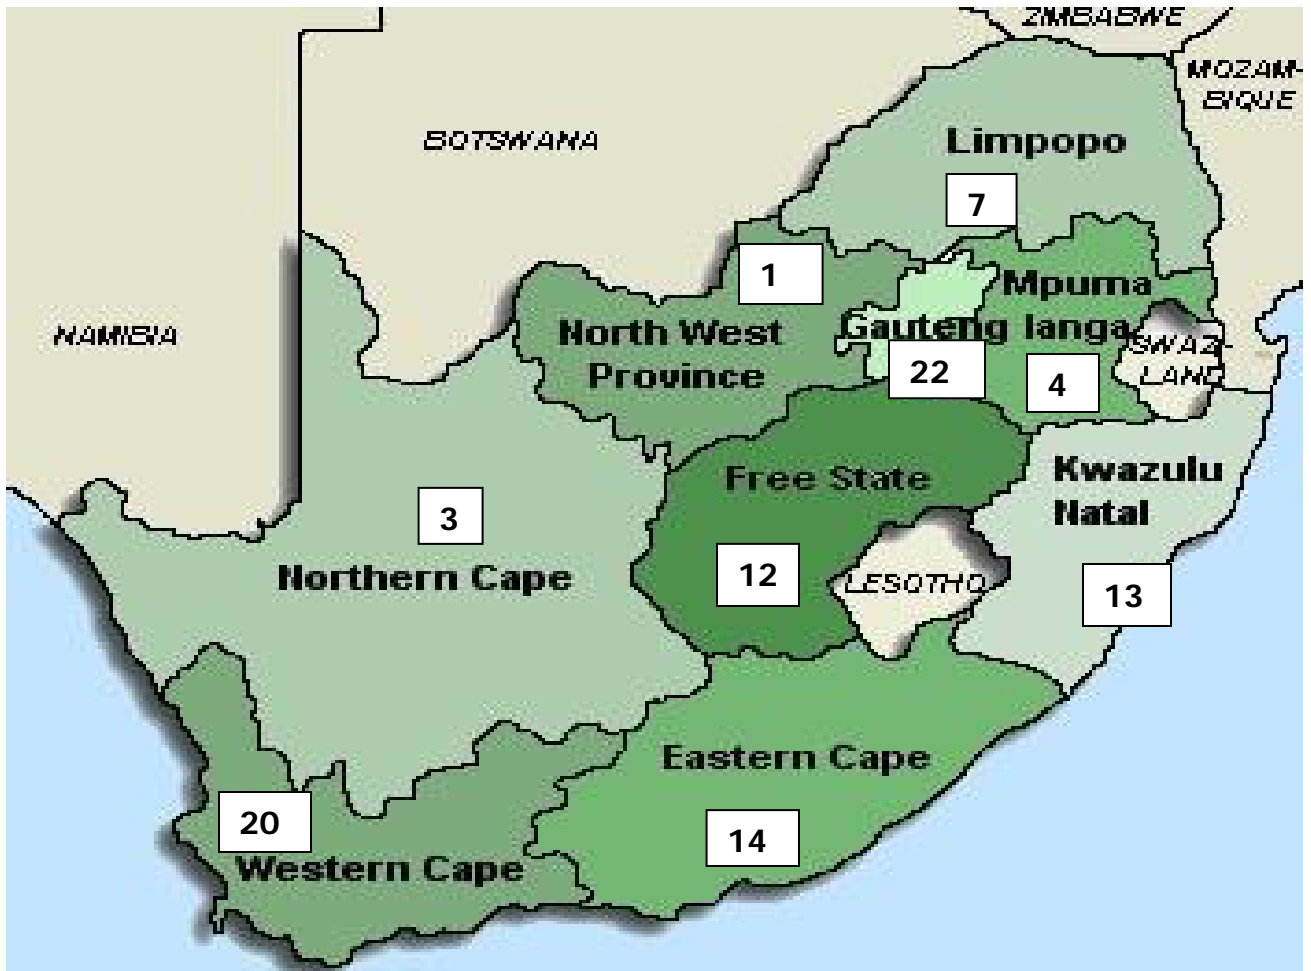 ZIMBABWE
MOZAM-
BIQUE
BOTSWANA
Limpopo
7
1
Mpuma
langa
NAMIBIA
North West
Province
Gauteng
SWAZI-
LAND
22
4
Free State
Kwazulu
Natal
3
12
LESOTHO
13
Northern Cape
Eastern Cape
14
20
Western Cape